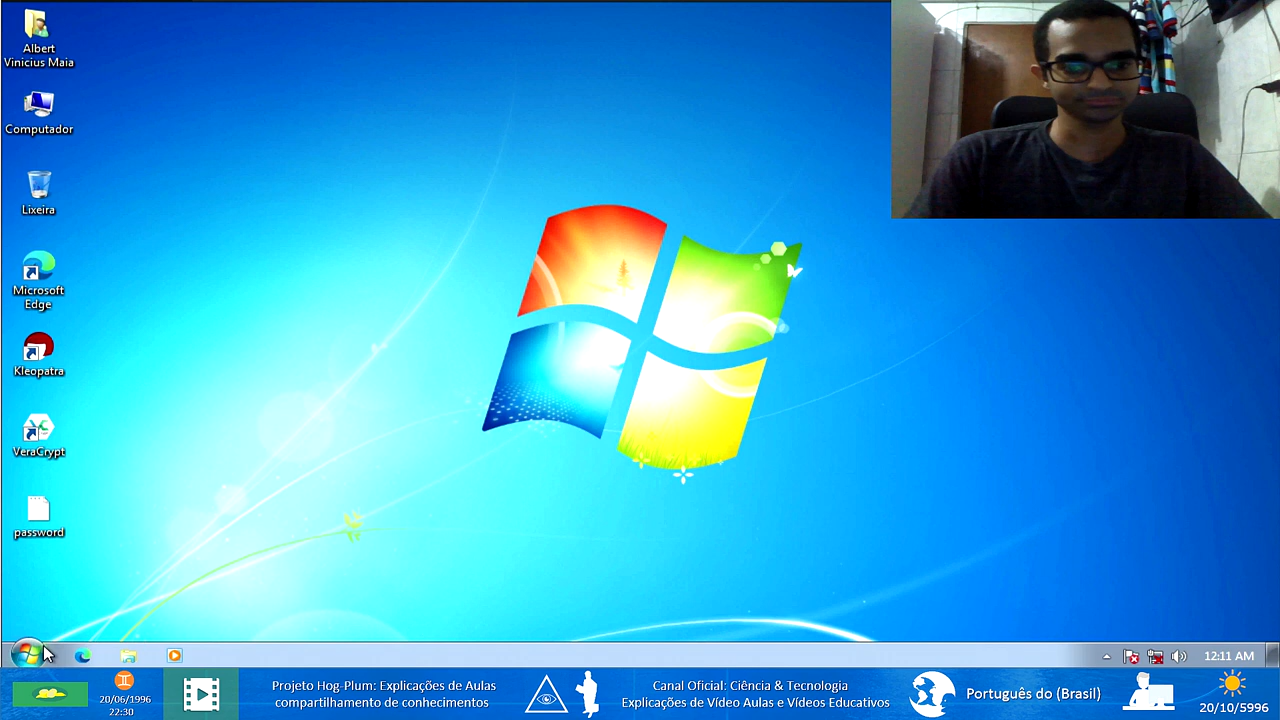 Albert
Vinicius Maia
Computador
Lixeira
Microsoft
Edge
Kleopatra
VeraCrypt
password
12:11 AM
20/06/1996
22:30
Projeto Hog-Plum: Explicações de Aulas
compartilhamento de conhecimentos
Canal Oficial: Ciência & Tecnologia
Explicações de Vídeo Aulas e Vídeos Educativos
Português do (Brasil)
20/10/5996